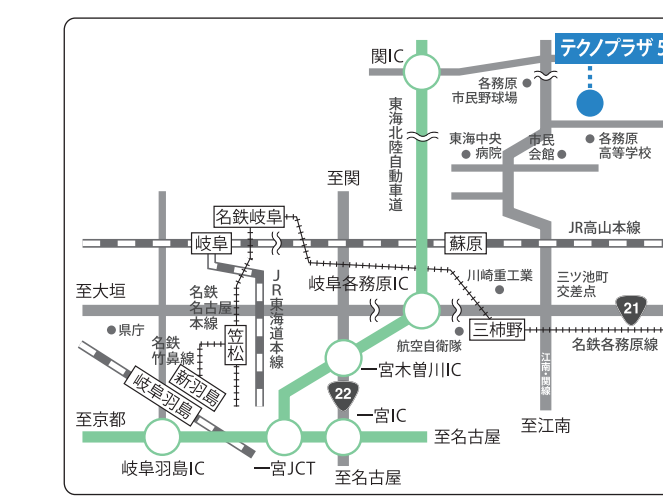 テクノプラザ 5
関IC
各務原
市民野球場
東海北陸自動車道
東海中央
病院
市民
会館
各務原
高等学校
至関
名鉄岐阜
岐阜
蘇原
JR高山本線
岐阜各務原IC
川崎重工業
三ツ池町
交差点
至大垣
名鉄
名古屋
本線
JR東海道本線
21
県庁
笠松
三柿野
航空自衛隊
名鉄各務原線
名鉄
竹鼻線
新羽島
岐阜羽島
一宮木曽川IC
江南・関線
22
一宮IC
至京都
至江南
至名古屋
岐阜羽島IC
一宮JCT
至名古屋